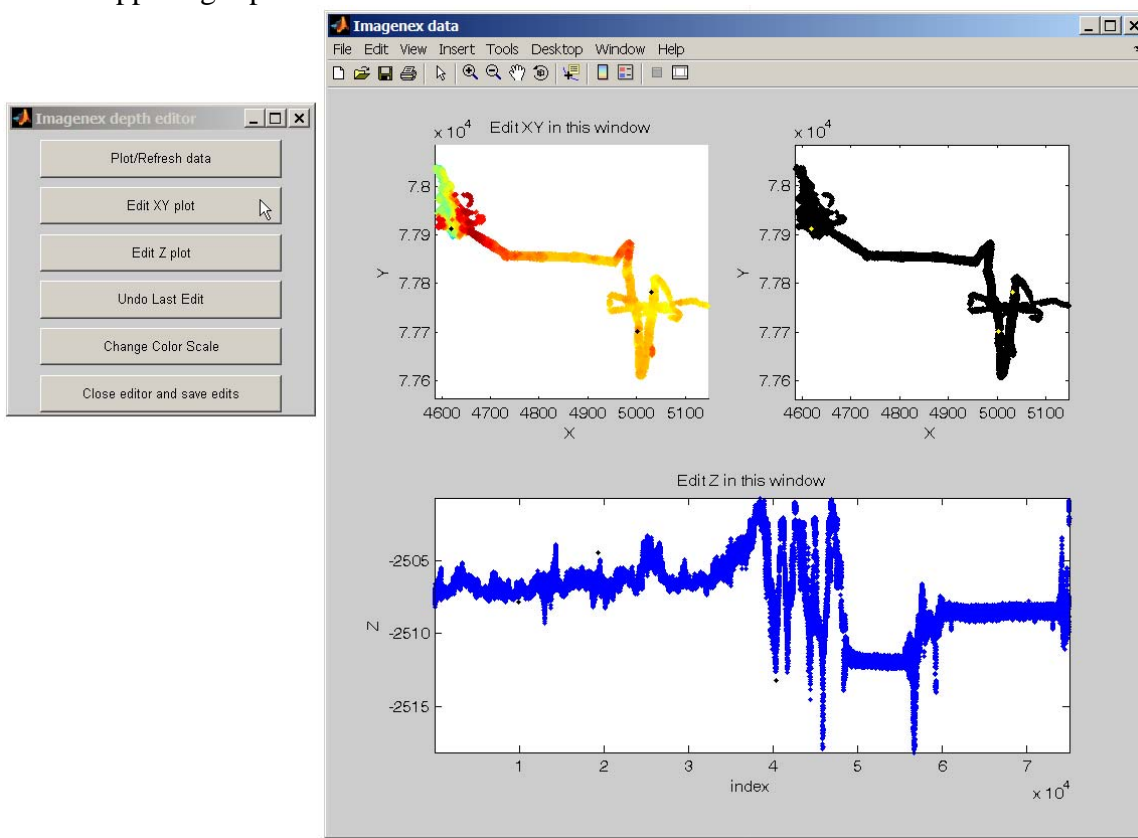 Imagenex data
File Edit View Insert Tools Desktop Window Help
Imagenex depth editor
Plot/Refresh data
Edit XY plot
Edit Z plot
Undo Last Edit
Change Color Scale
Close editor and save edits
x 10^4 Edit XY in this window
7.8
7.79
7.78
7.77
7.76
Y
4600 4700 4800 4900 5000 5100
X
x 10^4
7.8
7.79
7.78
7.77
7.76
Y
4600 4700 4800 4900 5000 5100
X
Edit Z in this window
-2505
-2510
-2515
Z
1 2 3 4 5 6 7
index
x 10^4